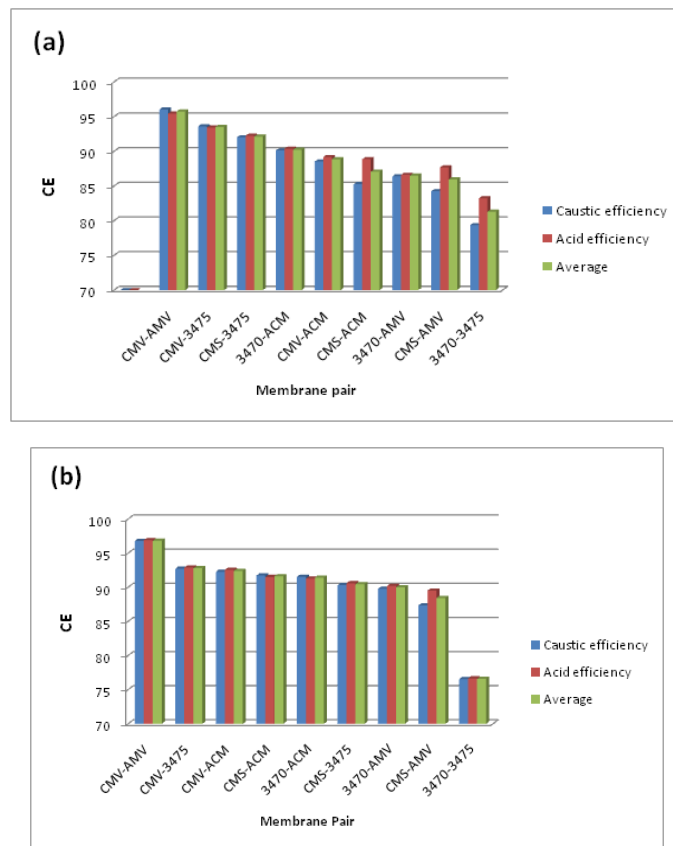 (a)
100
95
90
85
80
75
70
CE
CMV-AMV
CMV-3475
CMS-3475
3470-ACM
CMV-ACM
CMS-ACM
3470-AMV
CMS-AMV
3470-3475
Membrane pair
Caustic efficiency
Acid efficiency
Average
(b)
100
95
90
85
80
75
70
CE
CMV-AMV
CMV-3475
CMV-ACM
CMS-ACM
3470-ACM
CMS-3475
3470-AMV
CMS-AMV
3470-3475
Membrane Pair
Caustic efficiency
Acid efficiency
Average